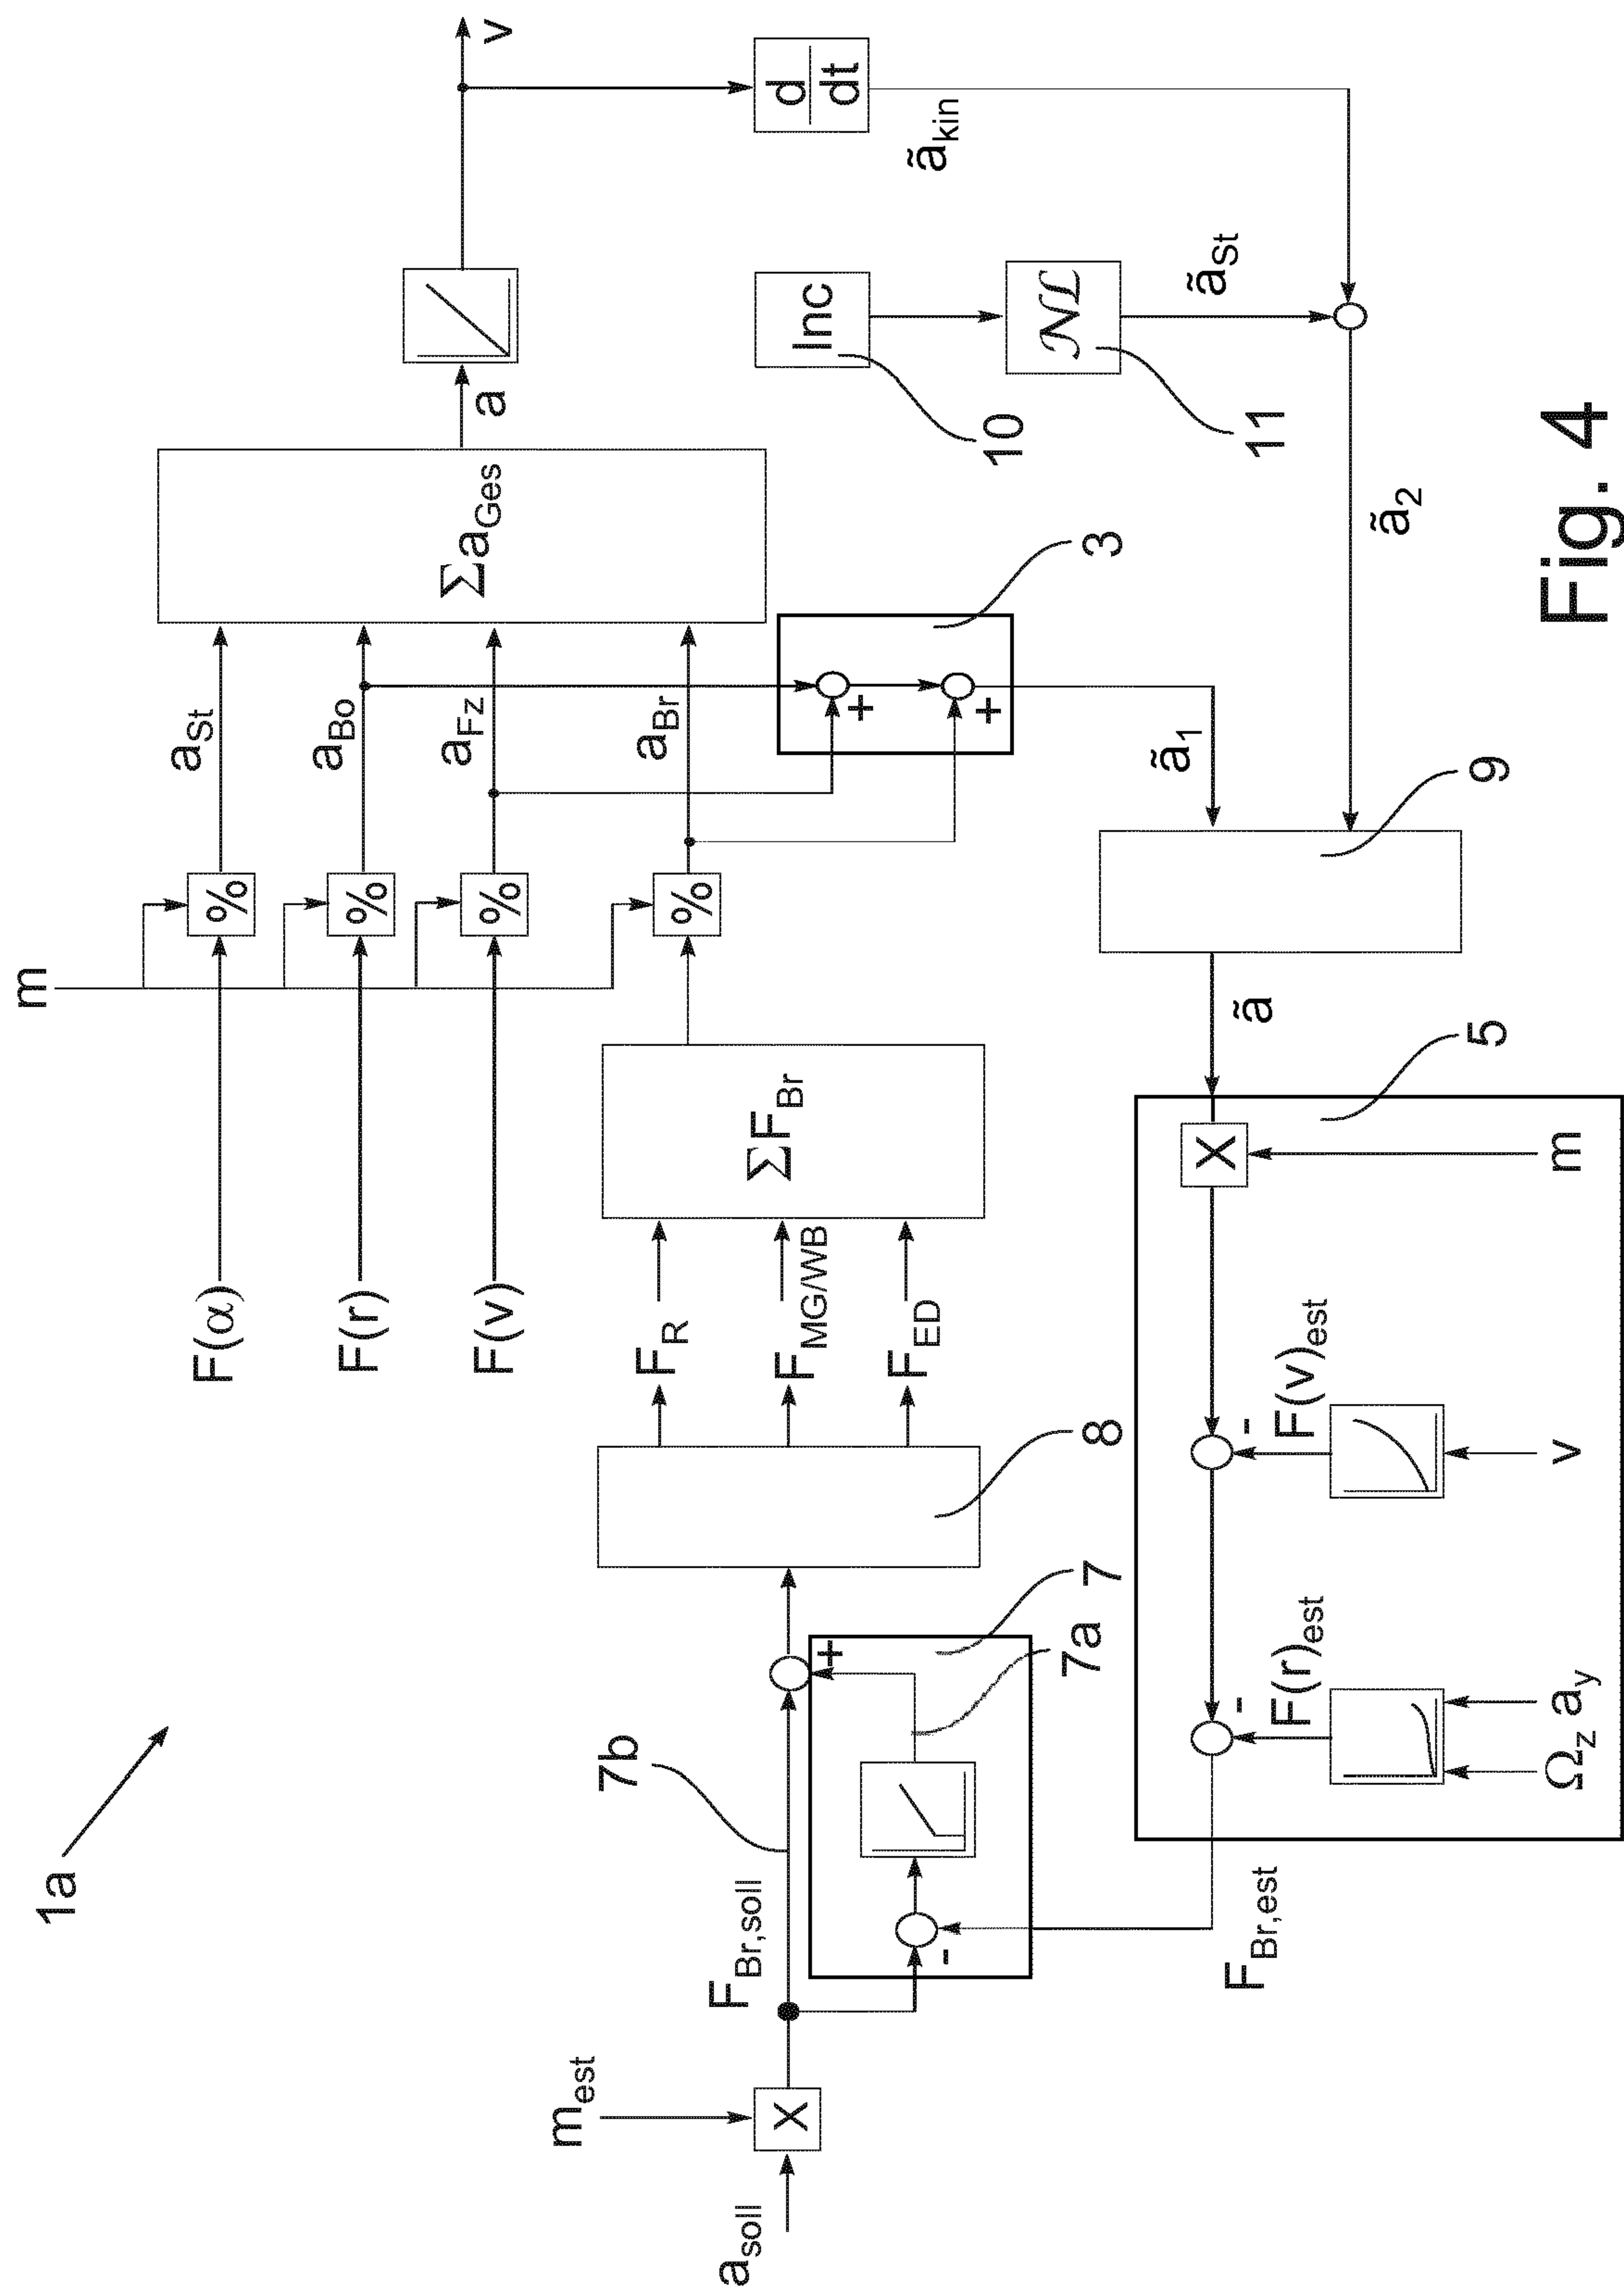 1a
m
F(α)
%
a_St
F(r)
%
a_Bo
F(v)
%
a_Fz
%
a_Br
Σa_Ges
a
v
d
dt
ã_kin
m_est
a_soll
X
F_Br,soll
7b
+
-
7
7a
8
F_R
F_MG/WB
F_ED
ΣF_Br
+
+
3
Inc
10
𝒩ℒ
11
ã_St
ã_1
ã_2
9
ã
5
X
m
-
F(v)_est
v
-
F(r)_est
Ω_z a_y
F_Br,est
Fig. 4